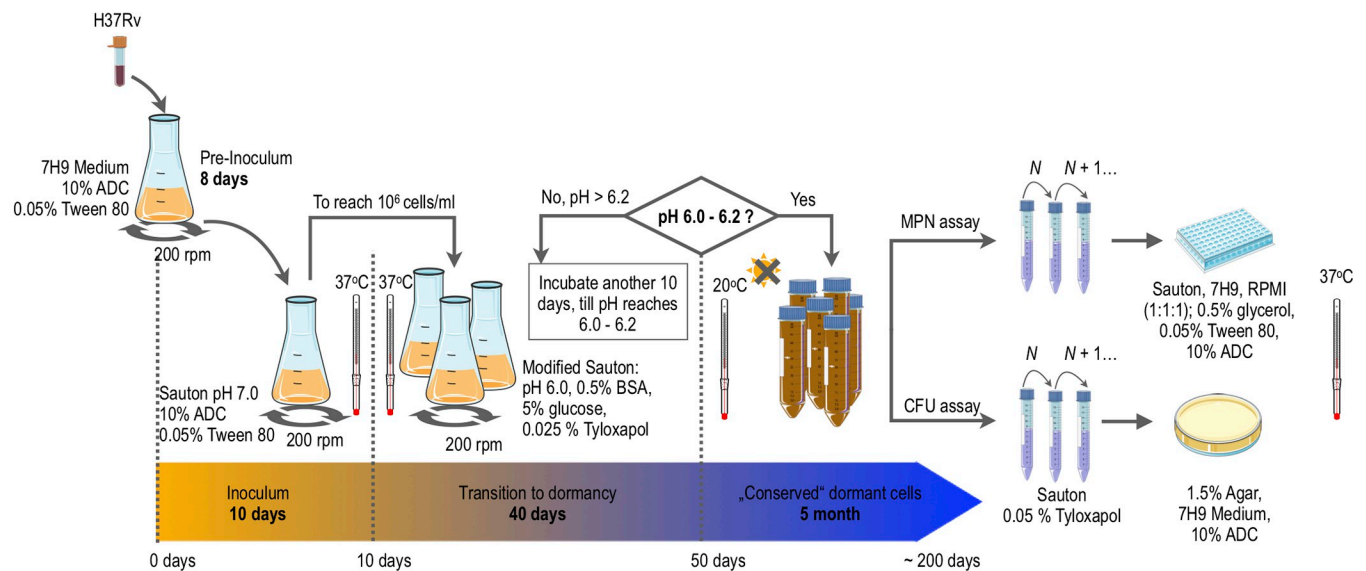 H37Rv
7H9 Medium
10% ADC
0.05% Tween 80
Pre-Inoculum
8 days
200 rpm
To reach 10⁶ cells/ml
37ºC
37ºC
Sauton pH 7.0
10% ADC
0.05% Tween 80
200 rpm
200 rpm
No, pH > 6.2
pH 6.0 - 6.2 ?
Yes
Incubate another 10
days, till pH reaches
6.0 - 6.2
Modified Sauton:
pH 6.0, 0.5% BSA,
5% glucose,
0.025 % Tyloxapol
20ºC
MPN assay
N
N + 1…
Sauton, 7H9, RPMI
(1:1:1); 0.5% glycerol,
0.05% Tween 80,
10% ADC
37ºC
CFU assay
N
N + 1…
Sauton
0.05 % Tyloxapol
1.5% Agar,
7H9 Medium,
10% ADC
Inoculum
10 days
Transition to dormancy
40 days
„Conserved“ dormant cells
5 month
0 days
10 days
50 days
~ 200 days